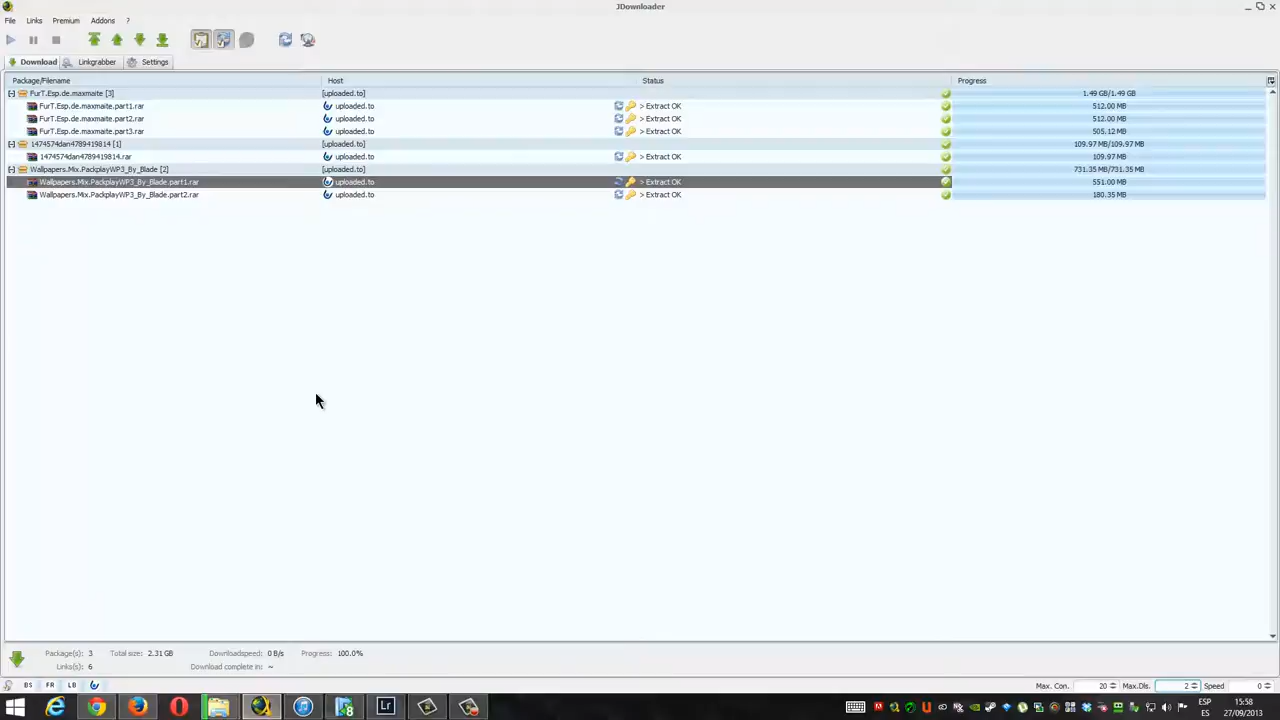 JDownloader
File Links Premium Addons ?
Download Linkgrabber Settings
Package/Filename Host Status Progress
FurT.Esp.de.maxmaite [3] [uploaded.to] 1.49 GB/1.49 GB
FurT.Esp.de.maxmaite.part1.rar uploaded.to > Extract OK 512.00 MB
FurT.Esp.de.maxmaite.part2.rar uploaded.to > Extract OK 512.00 MB
FurT.Esp.de.maxmaite.part3.rar uploaded.to > Extract OK 505.12 MB
1474574dan4789419814 [1] [uploaded.to] 109.97 MB/109.97 MB
1474574dan4789419814.rar uploaded.to > Extract OK 109.97 MB
Wallpapers.Mix.PackplayWP3_By_Blade [2] [uploaded.to] 731.35 MB/731.35 MB
Wallpapers.Mix.PackplayWP3_By_Blade.part1.rar uploaded.to > Extract OK 551.00 MB
Wallpapers.Mix.PackplayWP3_By_Blade.part2.rar uploaded.to > Extract OK 180.35 MB
Package(s): 3 Total size: 2.31 GB Downloadspeed: 0 B/s Progress: 100.0%
Links(s): 6 Download complete in: ~
BS FR LB Max. Con. 20 Max.Dls. 2 Speed 0
Lr ESP 15:58
ES 27/09/2013